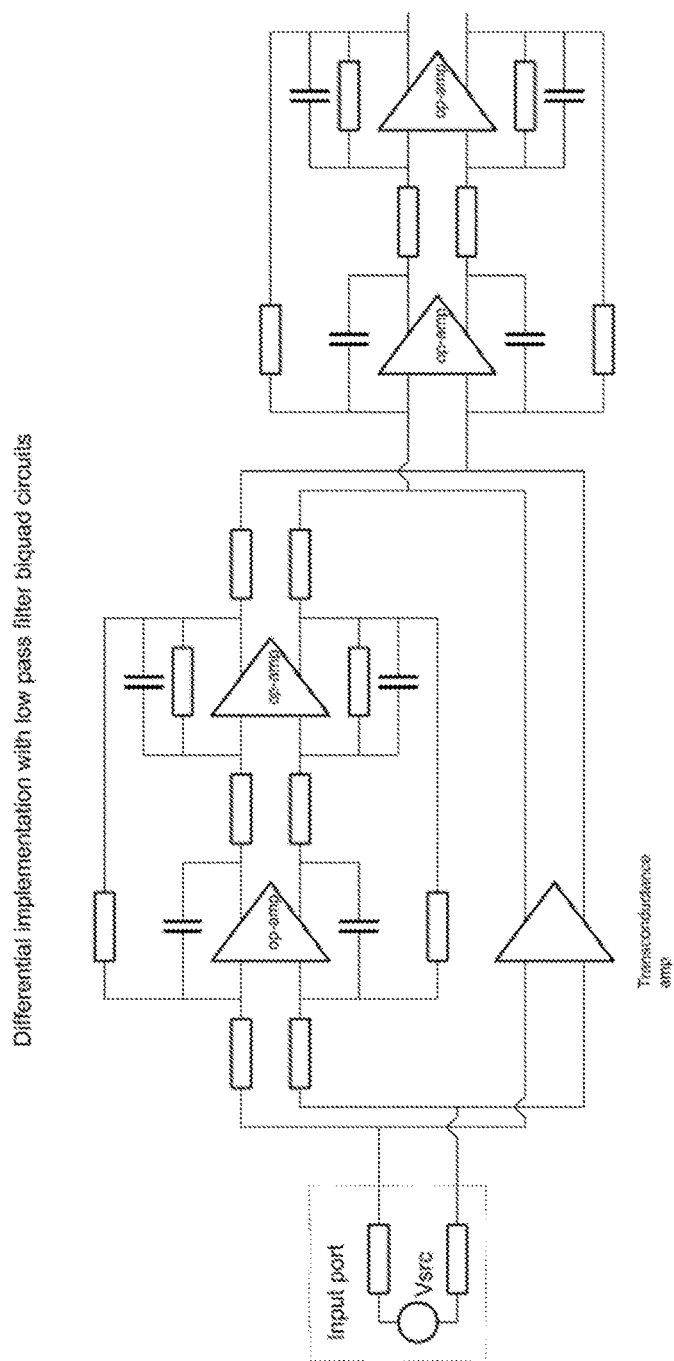 Differential implementation with low pass filter biquad circuits
Input port
Vsrc
op-amp
op-amp
op-amp
op-amp
Transconductance
amp